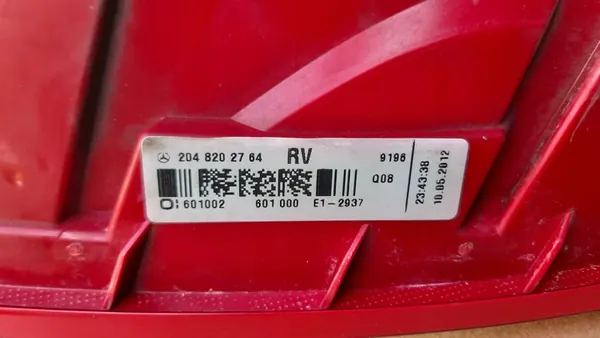 204 820 27 64 RV 9196
Q08
601002 601 000 E1-2937
23:43:38
10.05.2012